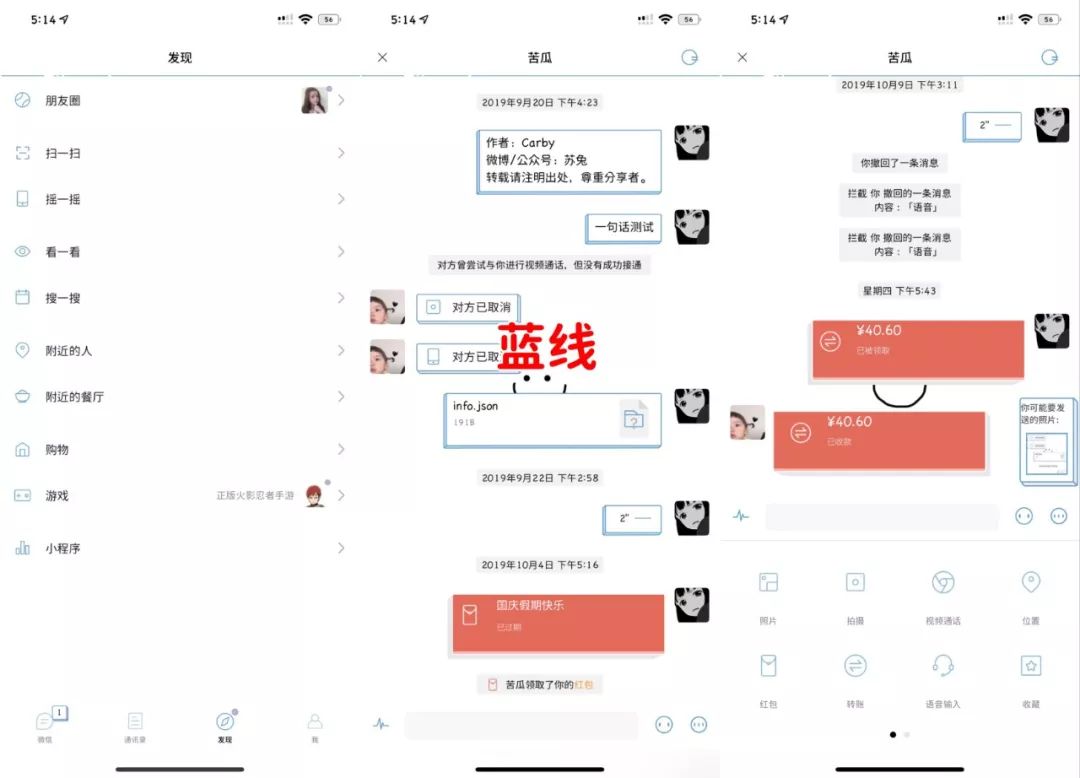 5:14
56
发现
朋友圈
扫一扫
摇一摇
看一看
搜一搜
附近的人
附近的餐厅
购物
游戏
正版火影忍者手游
小程序
1
微信
通讯录
发现
我
5:14
56
苦瓜
2019年9月20日 下午4:23
作者：Carby
微博/公众号：苏兔
转载请注明出处，尊重分享者。
一句话测试
对方曾尝试与你进行视频通话，但没有成功接通
对方已取消
对方已取
蓝线
info.json
191B
2019年9月22日 下午2:58
2"
2019年10月4日 下午5:16
国庆假期快乐
已过期
苦瓜领取了你的红包
5:14
56
苦瓜
2019年10月9日 下午3:11
2"
你撤回了一条消息
拦截 你 撤回的一条消息
内容：「语音」
拦截 你 撤回的一条消息
内容：「语音」
星期四 下午5:43
¥40.60
已被领取
¥40.60
已收款
你可能要发
送的照片：
照片
拍摄
视频通话
位置
红包
转账
语音输入
收藏